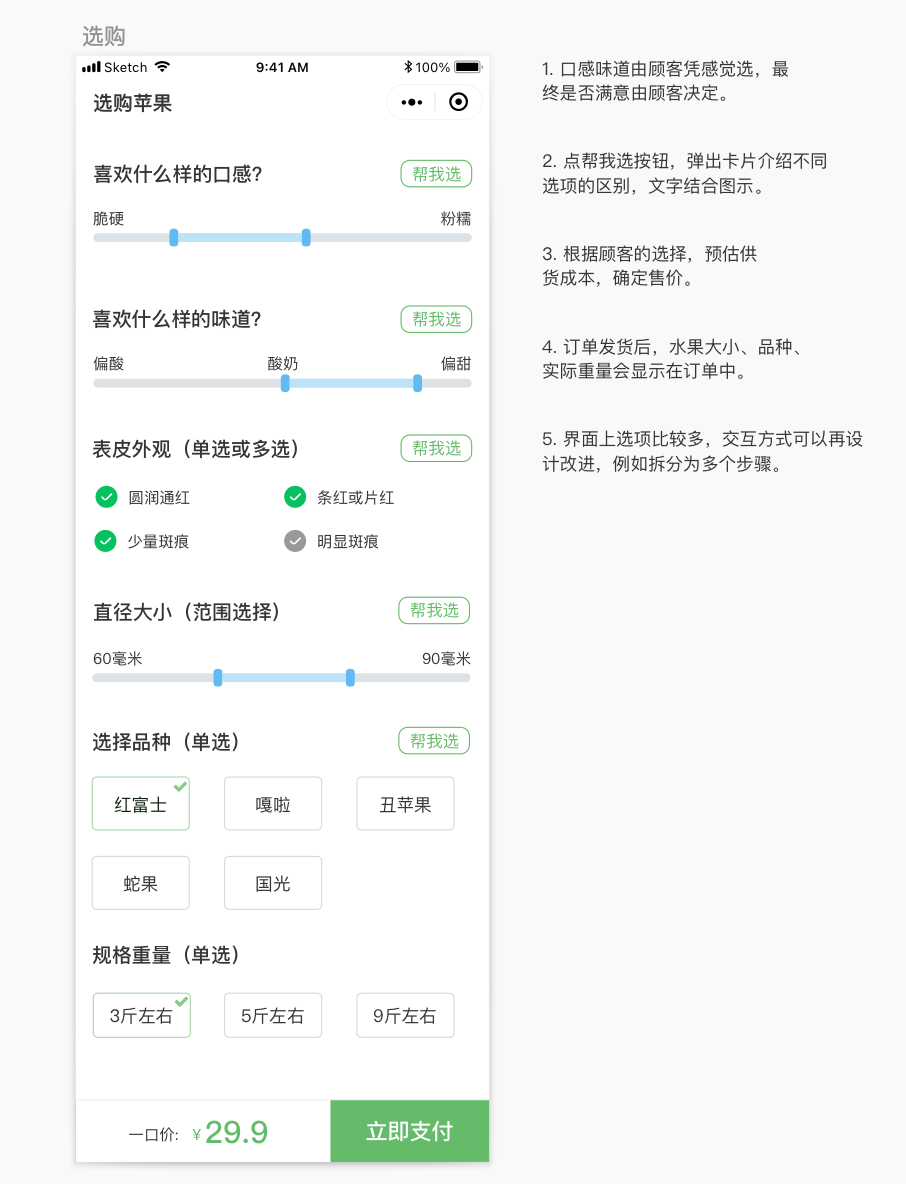 选购
Sketch 9:41 AM 100%
选购苹果
喜欢什么样的口感?
帮我选
脆硬 粉糯
喜欢什么样的味道?
帮我选
偏酸 酸奶 偏甜
表皮外观（单选或多选）
帮我选
圆润通红 条红或片红
少量斑痕 明显斑痕
直径大小（范围选择）
帮我选
60毫米 90毫米
选择品种（单选）
帮我选
红富士 嘎啦 丑苹果
蛇果 国光
规格重量（单选）
3斤左右 5斤左右 9斤左右
一口价: ¥29.9
立即支付
1. 口感味道由顾客凭感觉选，最
终是否满意由顾客决定。
2. 点帮我选按钮，弹出卡片介绍不同
选项的区别，文字结合图示。
3. 根据顾客的选择，预估供
货成本，确定售价。
4. 订单发货后，水果大小、品种、
实际重量会显示在订单中。
5. 界面上选项比较多，交互方式可以再设
计改进，例如拆分为多个步骤。